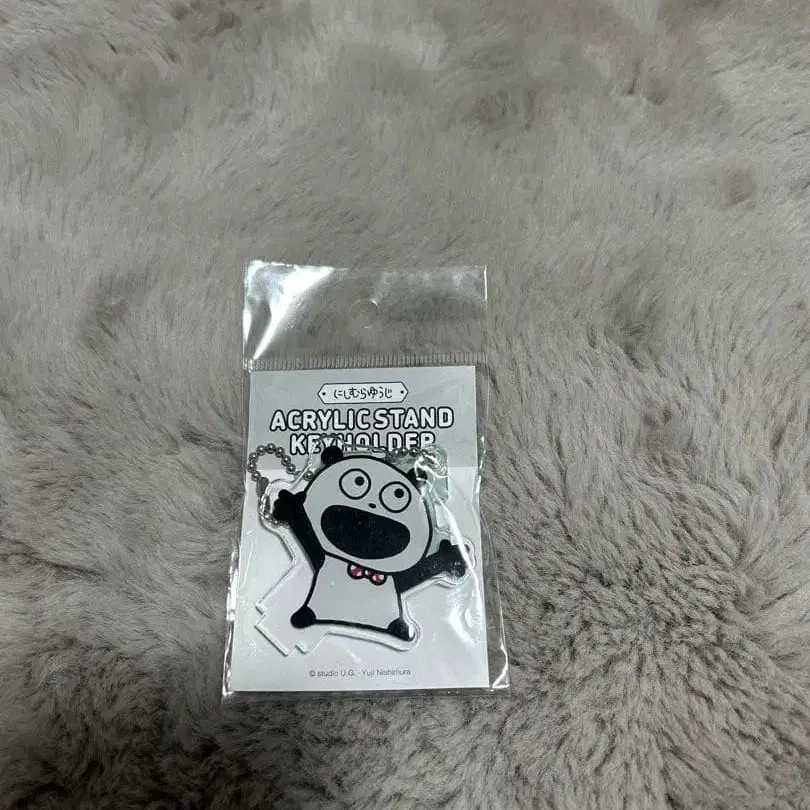 にしむらゆうじ
ACRYLIC STAND
KEYHOLDER
© studio U.G. - Yuji Nishimura